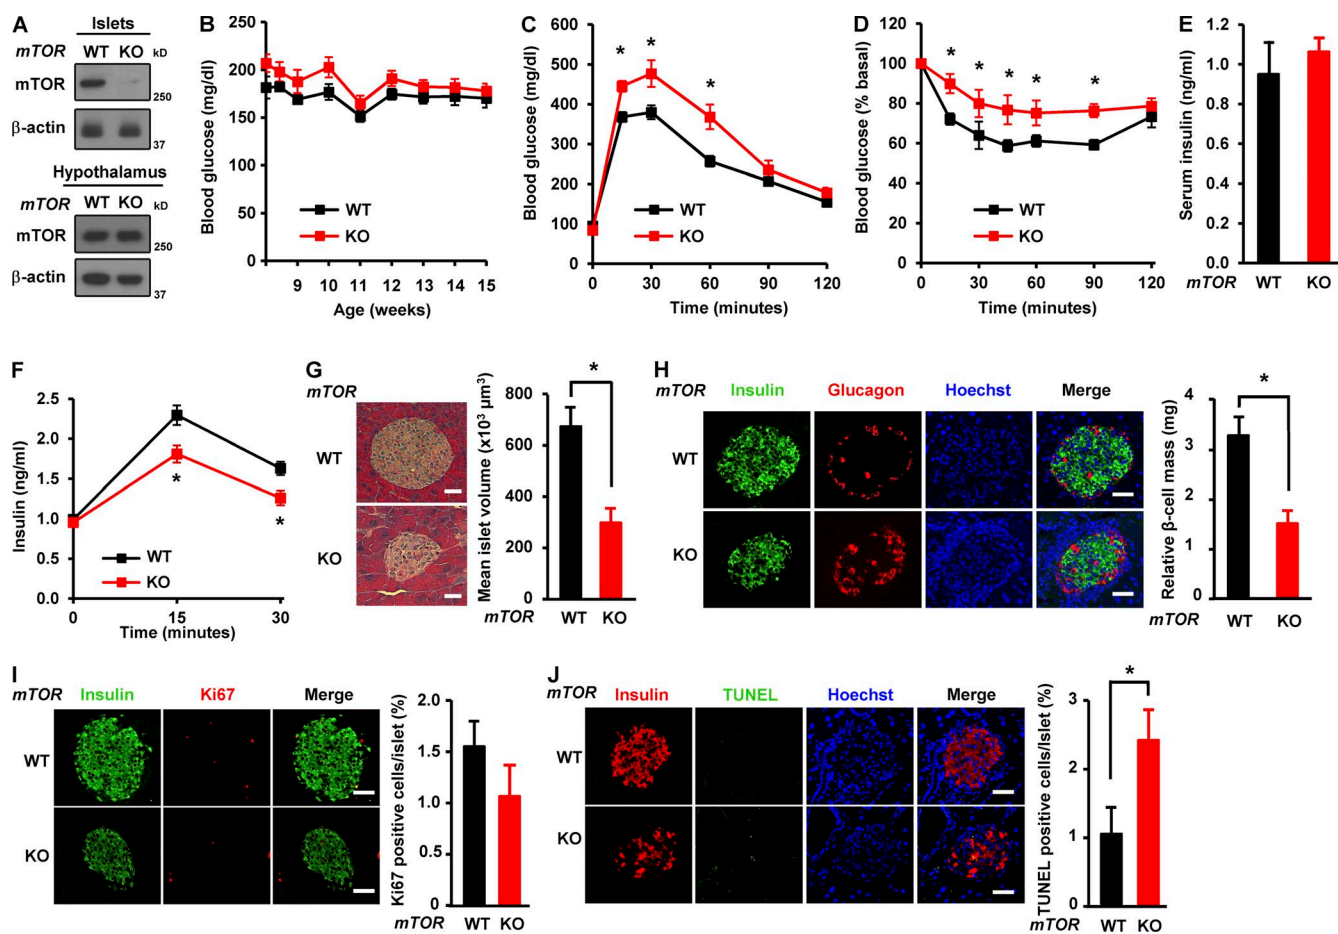 A
Islets
mTOR WT KO kD
mTOR
250
β-actin
37
Hypothalamus
mTOR WT KO kD
mTOR
250
β-actin
37
B
Blood glucose (mg/dl)
250
200
150
100
50
0
WT
KO
9 10 11 12 13 14 15
Age (weeks)
C
Blood glucose (mg/dl)
600
500
400
300
200
100
0
* * *
WT
KO
0 30 60 90 120
Time (minutes)
D
Blood glucose (% basal)
120
100
80
60
40
20
0
* * * * *
WT
KO
0 30 60 90 120
Time (minutes)
E
Serum insulin (ng/ml)
1.2
1.0
0.8
0.6
0.4
0.2
0.0
mTOR WT KO
F
Insulin (ng/ml)
2.5
2.0
1.5
1.0
0.5
0.0
* *
WT
KO
0 15 30
Time (minutes)
G
mTOR
WT
KO
Mean islet volume (x10³ µm³)
800
600
400
200
0
*
WT KO
mTOR
H
mTOR Insulin Glucagon Hoechst Merge
WT
KO
Relative β-cell mass (mg)
4
3
2
1
0
*
mTOR WT KO
I
mTOR Insulin Ki67 Merge
WT
KO
Ki67 positive cells/islet (%)
2.0
1.5
1.0
0.5
0
mTOR WT KO
J
mTOR Insulin TUNEL Hoechst Merge
WT
KO
TUNEL positive cells/islet (%)
3
2
1
0
*
mTOR WT KO